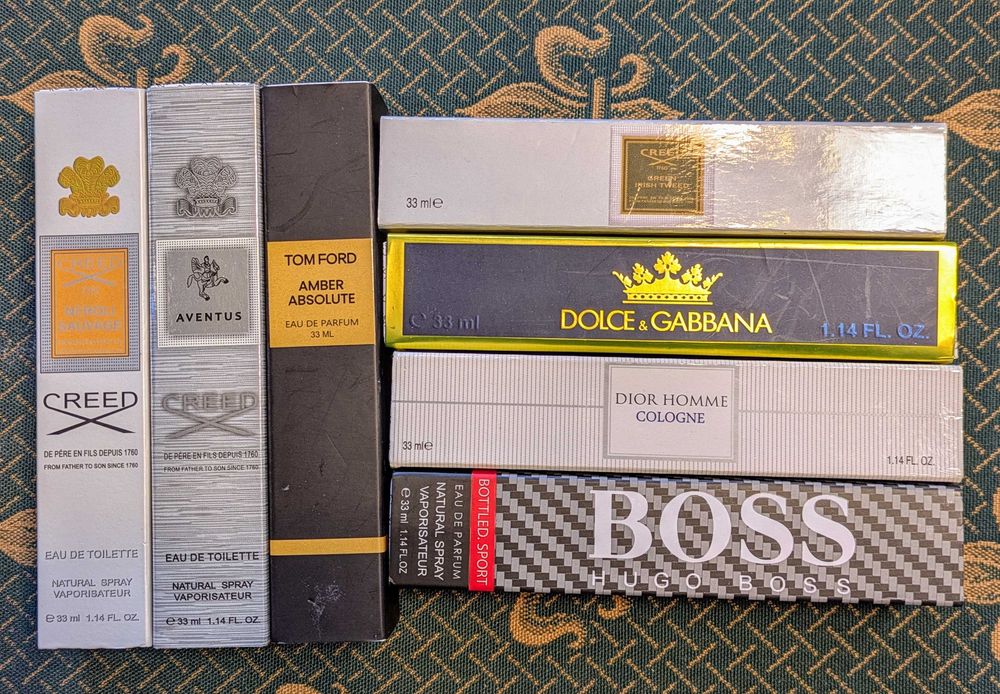 CREED
NEROLI
SAUVAGE
CREED
DE PÈRE EN FILS DEPUIS 1760
FROM FATHER TO SON SINCE 1760
EAU DE TOILETTE
NATURAL SPRAY
VAPORISATEUR
e 33 ml 1.14 FL. OZ.
AVENTUS
CREED
DE PÈRE EN FILS DEPUIS 1760
FROM FATHER TO SON SINCE 1760
EAU DE TOILETTE
NATURAL SPRAY
VAPORISATEUR
e 33 ml 1.14 FL. OZ.
TOM FORD
AMBER
ABSOLUTE
EAU DE PARFUM
33 ML
33 ml e
CREED
GREEN
IRISH TWEED
e 33 ml
DOLCE & GABBANA
1.14 FL. OZ.
DIOR HOMME
COLOGNE
33 ml e
1.14 FL. OZ.
BOTTLED. SPORT
EAU DE PARFUM
NATURAL SPRAY
VAPORISATEUR
e 33 ml 1.14 FL.OZ
BOSS
HUGO BOSS